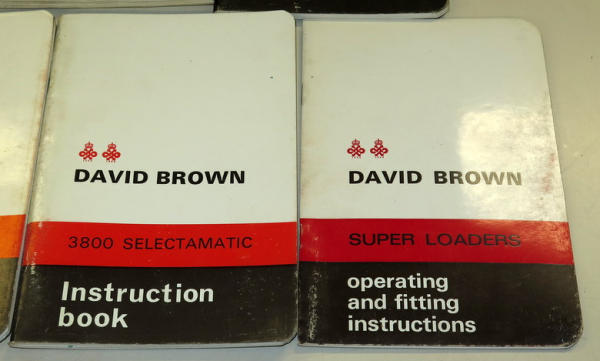 DAVID BROWN
3800 SELECTAMATIC
Instruction
book
DAVID BROWN
SUPER LOADERS
operating
and fitting
instructions